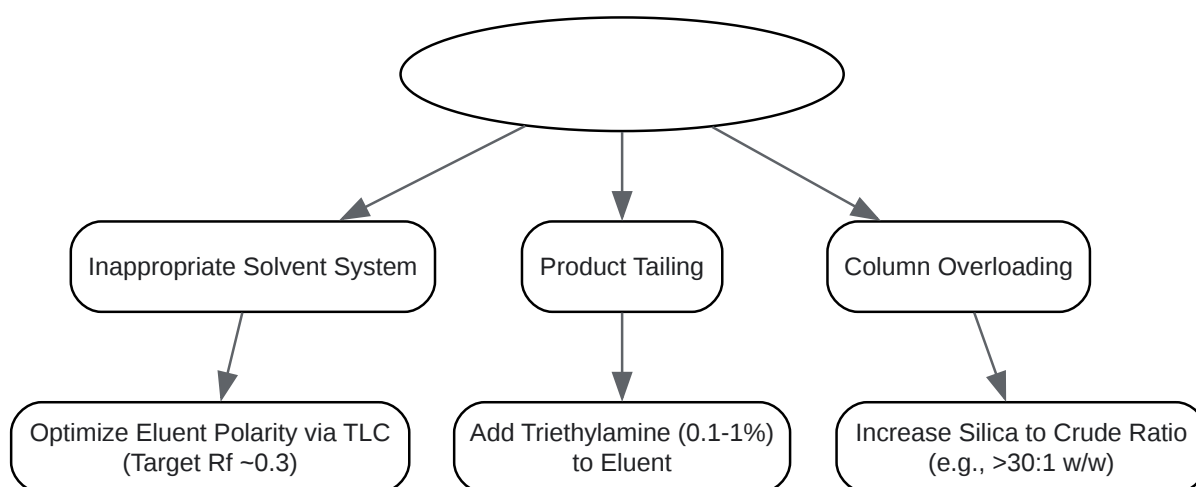 Inappropriate Solvent System
Product Tailing
Column Overloading
Optimize Eluent Polarity via TLC
(Target Rf ~0.3)
Add Triethylamine (0.1-1%)
to Eluent
Increase Silica to Crude Ratio
(e.g., >30:1 w/w)